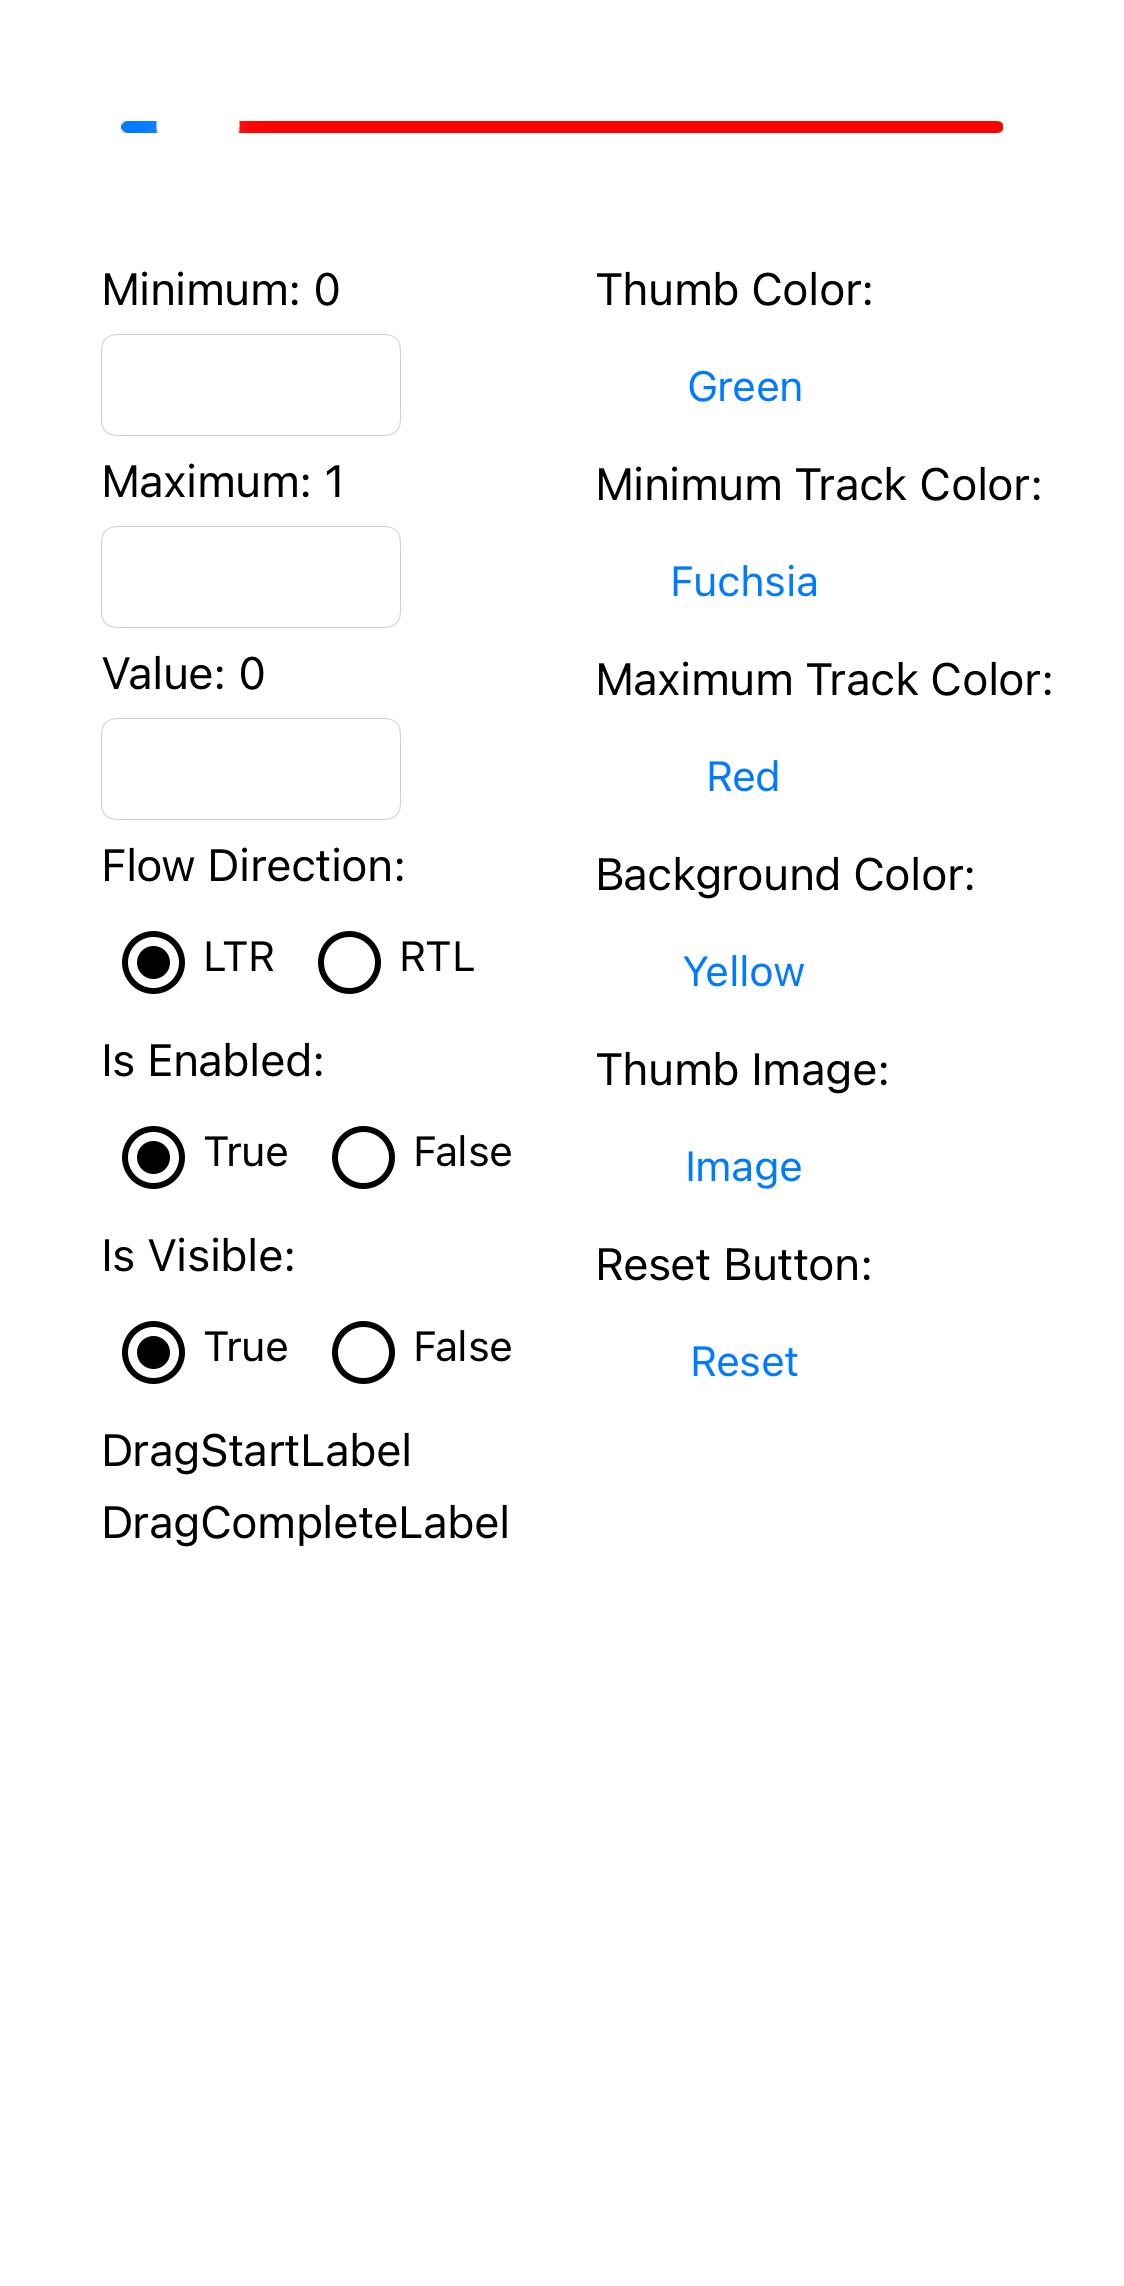 Minimum: 0
Maximum: 1
Value: 0
Flow Direction:
LTR RTL
Is Enabled:
True False
Is Visible:
True False
DragStartLabel
DragCompleteLabel
Thumb Color:
Green
Minimum Track Color:
Fuchsia
Maximum Track Color:
Red
Background Color:
Yellow
Thumb Image:
Image
Reset Button:
Reset